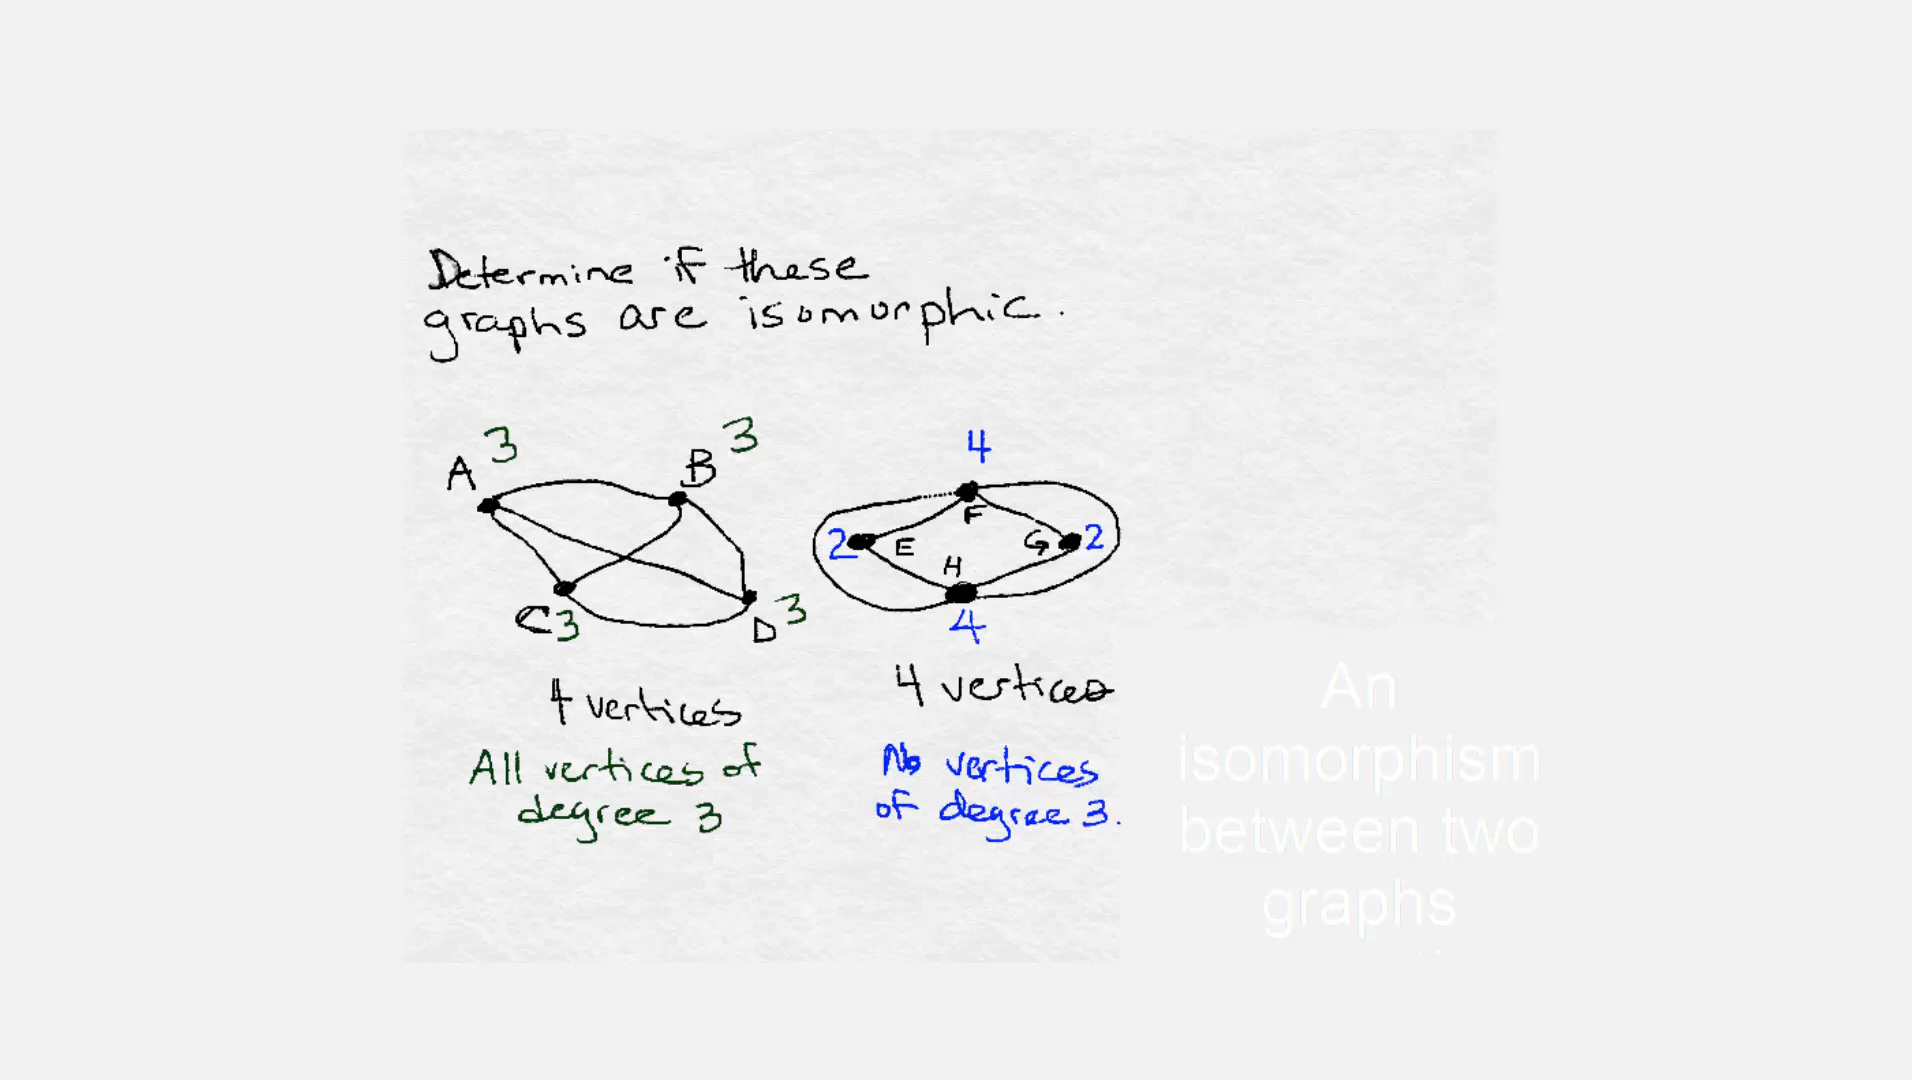 Determine if these
graphs are isomorphic.
A 3
B 3
C 3
D 3
4
F
2 E
G 2
H
4
4 vertices
All vertices of
degree 3
4 vertices
No vertices
of degree 3.
An
isomorphism
between two
graphs